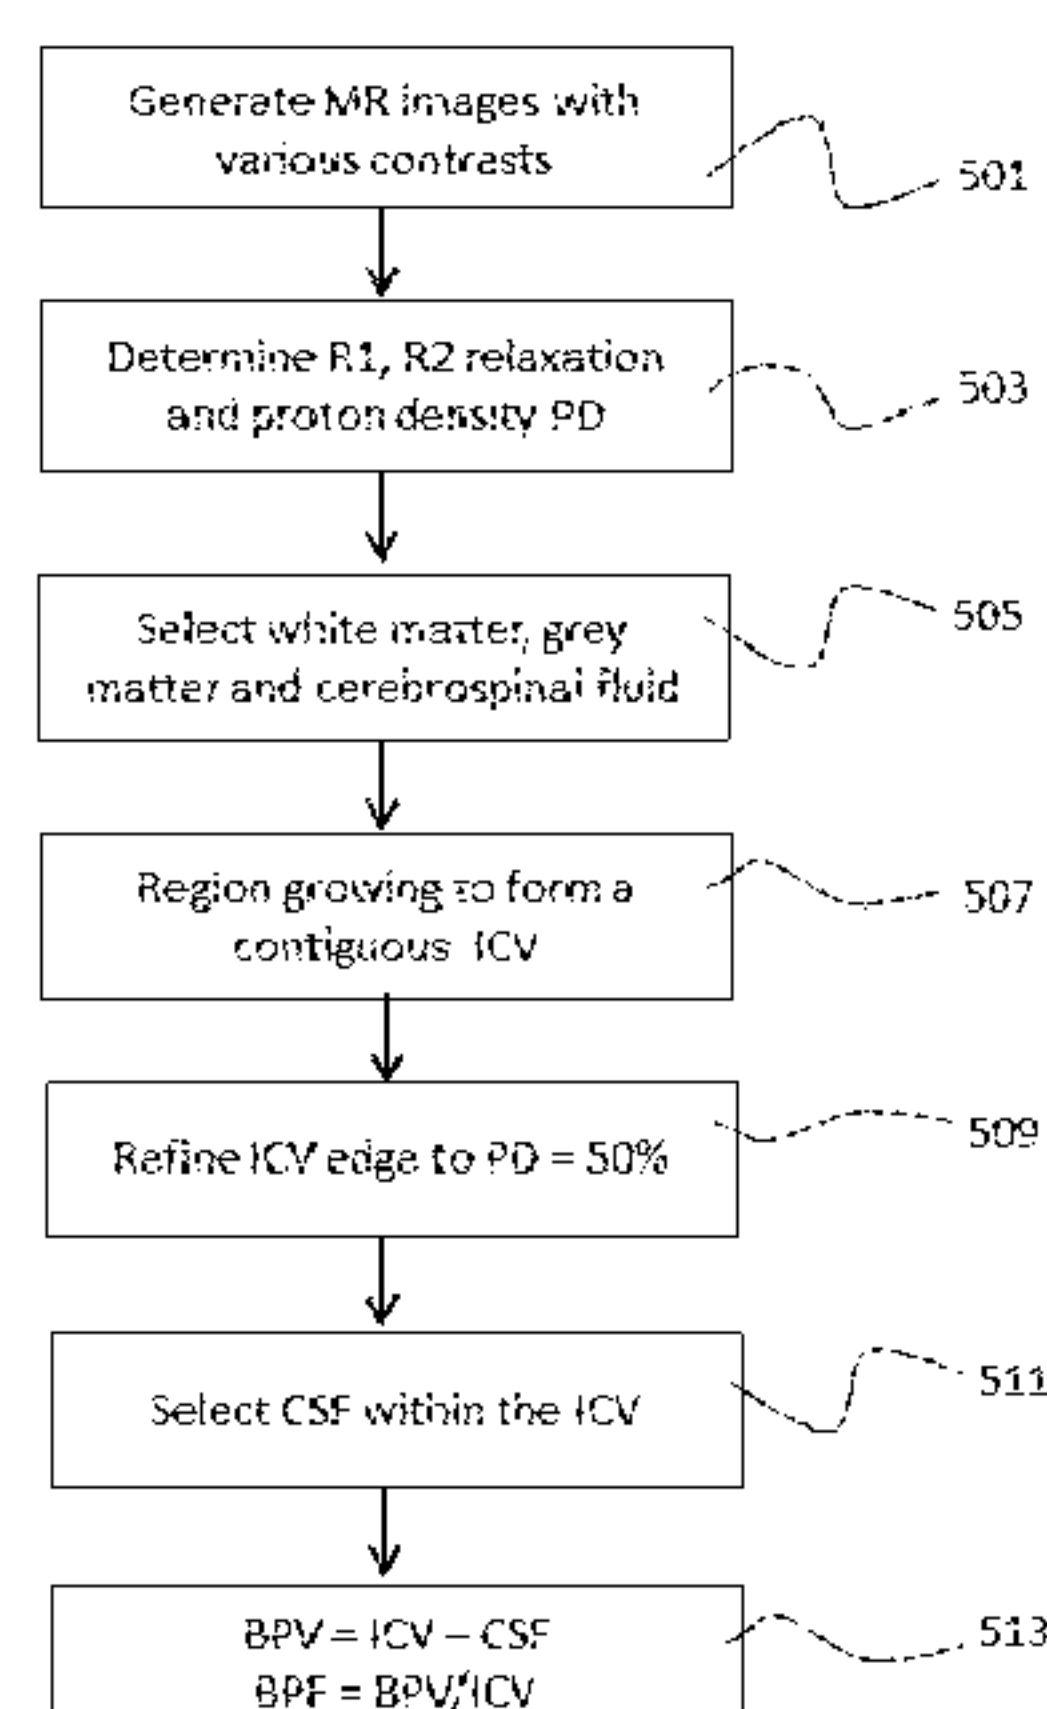 Generate MR images with
various contrasts
501
Determine R1, R2 relaxation
and proton density PD
503
Select white matter, grey
matter and cerebrospinal fluid
505
Region growing to form a
contiguous ICV
507
Refine ICV edge to PD = 50%
509
Select CSF within the ICV
511
BPV = ICV – CSF
BPF = BPV/ICV
513